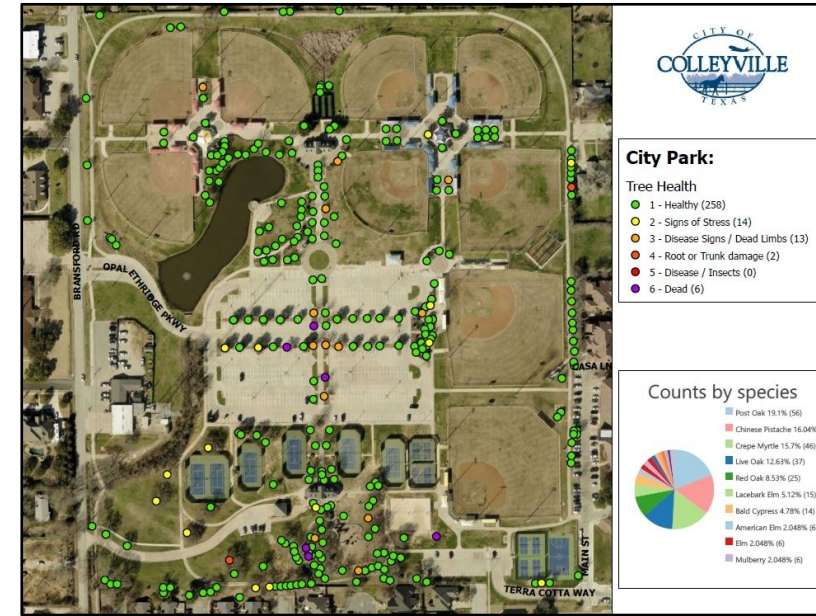 CITY OF
COLLEYVILLE
TEXAS
City Park:
Tree Health
1 - Healthy (258)
2 - Signs of Stress (14)
3 - Disease Signs / Dead Limbs (13)
4 - Root or Trunk damage (2)
5 - Disease / Insects (0)
6 - Dead (6)
BRANSFORD RD
OPAL ETHRIDGE PKWY
CASA LN
MAIN ST
TERRA COTTA WAY
Counts by species
Post Oak 19.1% (56)
Chinese Pistache 16.04%
Crepe Myrtle 15.7% (46)
Live Oak 12.63% (37)
Red Oak 8.53% (25)
Lacebark Elm 5.12% (15)
Bald Cypress 4.78% (14)
American Elm 2.048% (6
Elm 2.048% (6)
Mulberry 2.048% (6)